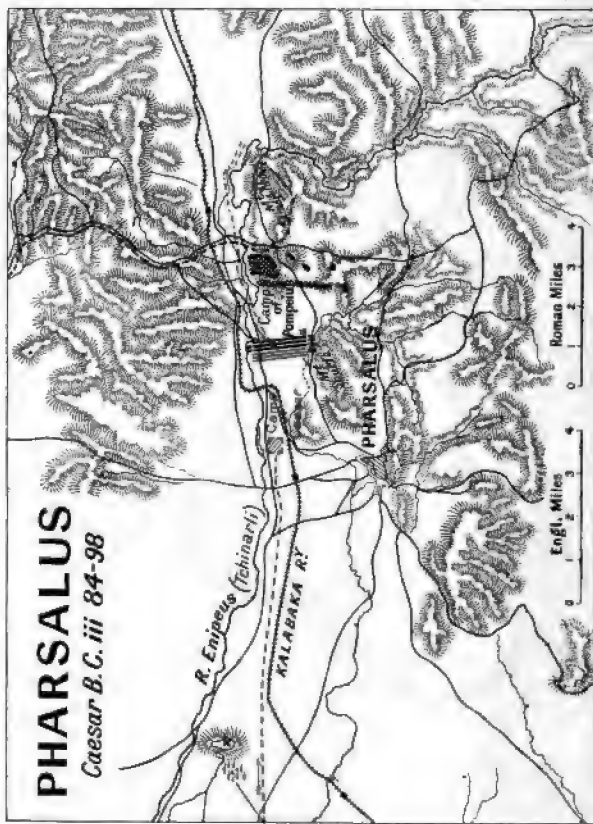 PHARSALUS
Caesar B.C. iii 84-98
R. Enipeus (Tchinarli)
KALABAKA RY.
Camp
of
Pompeius
Camp
PHARSALUS
Engl. Miles
0 1 2 3 4
Roman Miles
0 1 2 3 4